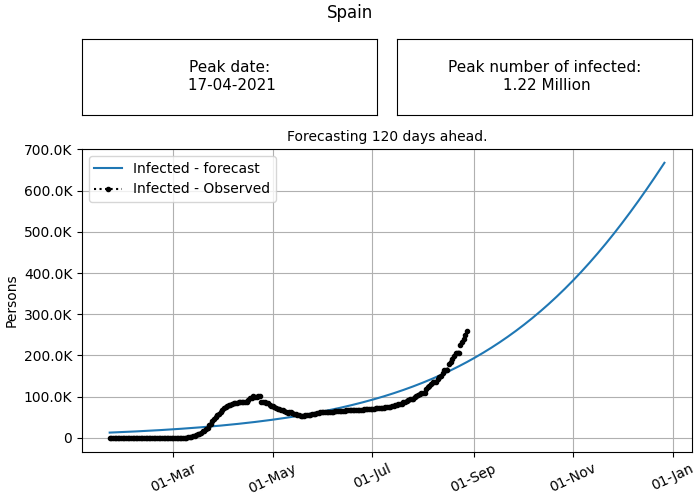 Spain
Peak date:
17-04-2021
Peak number of infected:
1.22 Million
Forecasting 120 days ahead.
700.0K
600.0K
500.0K
400.0K
300.0K
200.0K
100.0K
0
Persons
Infected - forecast
Infected - Observed
01-Mar
01-May
01-Jul
01-Sep
01-Nov
01-Jan